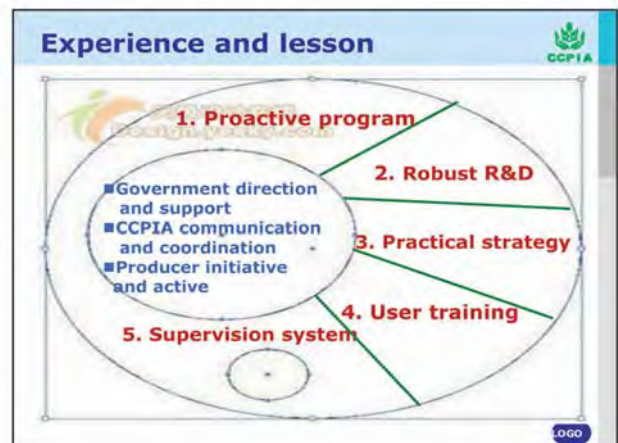 Experience and lesson
CCPIA
1. Proactive program
2. Robust R&D
■Government direction
and support
■CCPIA communication
and coordination
■Producer initiative
and active
3. Practical strategy
4. User training
5. Supervision system
LOGO